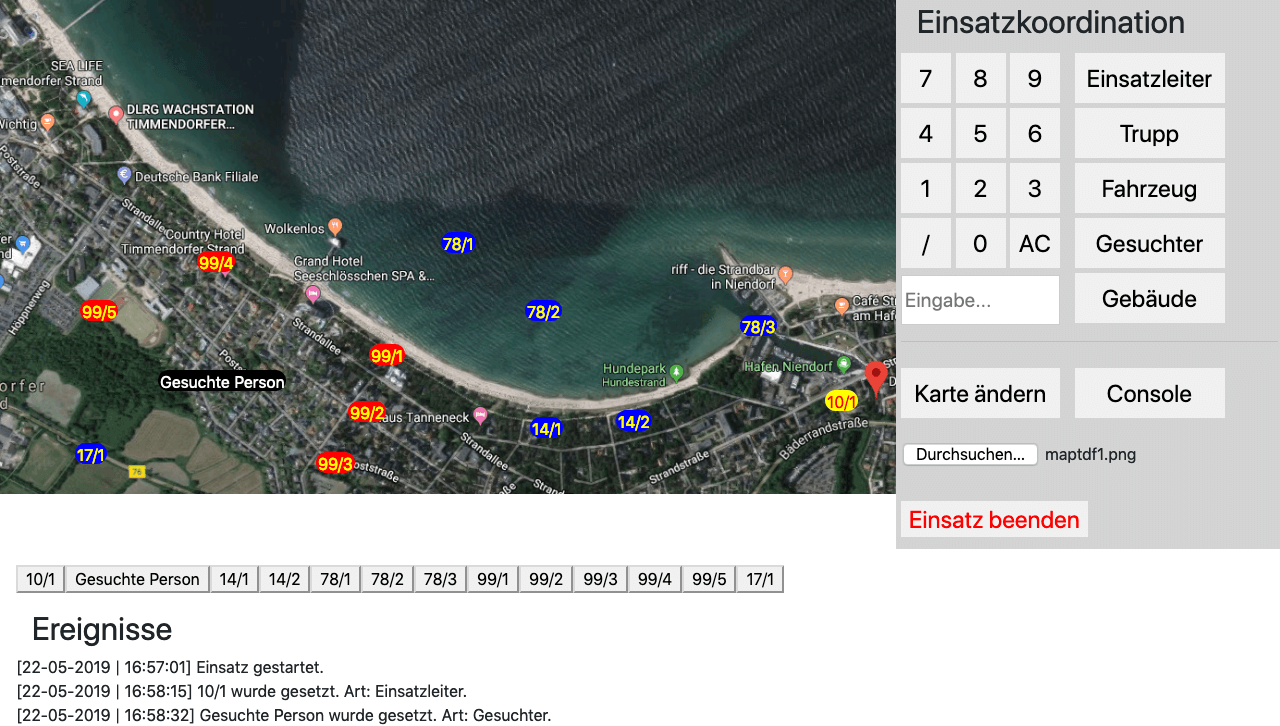 SEA LIFE
mendorfer Strand
DLRG WACHSTATION
TIMMENDORFER...
Wichtig
Poststraße
Deutsche Bank Filiale
Strandallee
Country Hotel
Timmendorfer Strand
99/4
Wolkenlos
Grand Hotel
Seeschlösschen SPA &...
78/1
riff - die Strandbar
in Niendorf
Café St
am Haf
78/2
78/3
Höppnerweg
99/5
Strandallee
99/1
Gesuchte Person
Hundepark
Hundestrand
Hafen Niendorf
D
10/1
99/2
aus Tanneneck
14/1
14/2
Bäderrandstraße
17/1
76
99/3
oststraße
Strandallee
Strandstraße
Strand
orfer
d
Einsatzkoordination
7 8 9 Einsatzleiter
4 5 6 Trupp
1 2 3 Fahrzeug
/ 0 AC Gesuchter
Eingabe... Gebäude
Karte ändern Console
Durchsuchen... maptdf1.png
Einsatz beenden
10/1 Gesuchte Person 14/1 14/2 78/1 78/2 78/3 99/1 99/2 99/3 99/4 99/5 17/1
Ereignisse
[22-05-2019 | 16:57:01] Einsatz gestartet.
[22-05-2019 | 16:58:15] 10/1 wurde gesetzt. Art: Einsatzleiter.
[22-05-2019 | 16:58:32] Gesuchte Person wurde gesetzt. Art: Gesuchter.